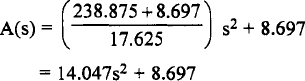 A(s) = ((238.875 + 8.697)/17.625) s² + 8.697
= 14.047s² + 8.697